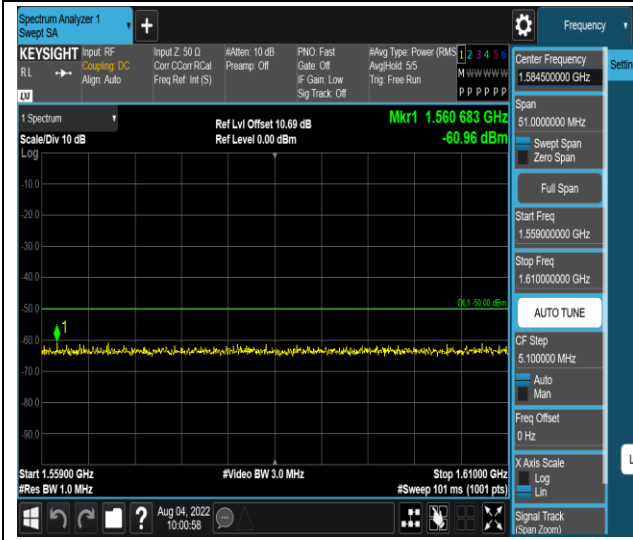 Spectrum Analyzer 1
Swept SA
Frequency
KEYSIGHT
RL
LXI
Input: RF
Coupling: DC
Align: Auto
Input Z: 50 Ω
Corr CCorr RCal
Freq Ref: Int (S)
#Atten: 10 dB
Preamp: Off
PNO: Fast
Gate: Off
IF Gain: Low
Sig Track: Off
#Avg Type: Power (RMS
Avg|Hold: 5/5
Trig: Free Run
1 2 3 4 5 6
M W W W W W
P P P P P P
1 Spectrum
Scale/Div 10 dB
Ref Lvl Offset 10.69 dB
Ref Level 0.00 dBm
Mkr1 1.560 683 GHz
-60.96 dBm
Log
-10.0
-20.0
-30.0
-40.0
-50.0
DL1 -50.00 dBm
1
-60.0
-70.0
-80.0
-90.0
Start 1.55900 GHz
#Video BW 3.0 MHz
Stop 1.61000 GHz
#Res BW 1.0 MHz
#Sweep 101 ms (1001 pts)
?
Aug 04, 2022
10:00:58
Center Frequency
1.584500000 GHz
Settin
Span
51.0000000 MHz
Swept Span
Zero Span
Full Span
Start Freq
1.559000000 GHz
Stop Freq
1.610000000 GHz
AUTO TUNE
CF Step
5.100000 MHz
Auto
Man
Freq Offset
0 Hz
X Axis Scale
Log
Lin
L
Signal Track
(Span Zoom)